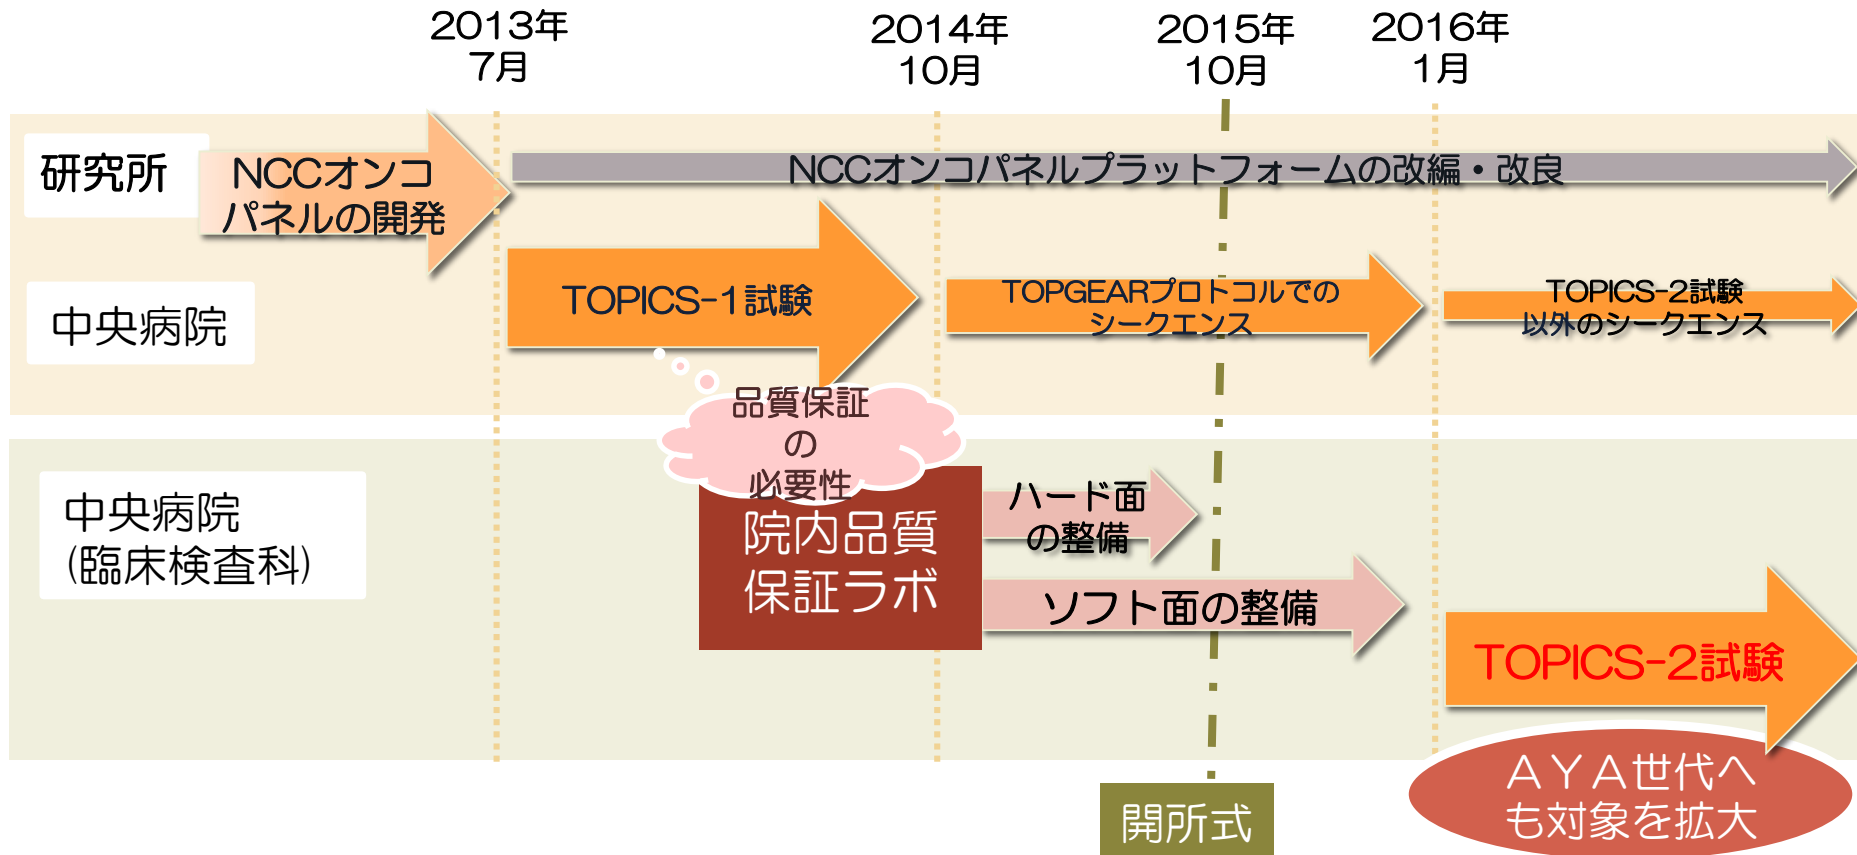 2013年
7月
2014年
10月
2015年
10月
2016年
1月
研究所
NCCオンコ
パネルの開発
NCCオンコパネルプラットフォームの改編・改良
中央病院
TOPICS-1試験
TOPGEARプロトコルでの
シークエンス
TOPICS-2試験
以外のシークエンス
品質保証
の
必要性
中央病院
(臨床検査科)
院内品質
保証ラボ
ハード面
の整備
ソフト面の整備
TOPICS-2試験
開所式
ＡＹＡ世代へ
も対象を拡大